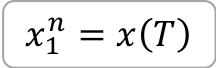 $x_1^n = x(T)$